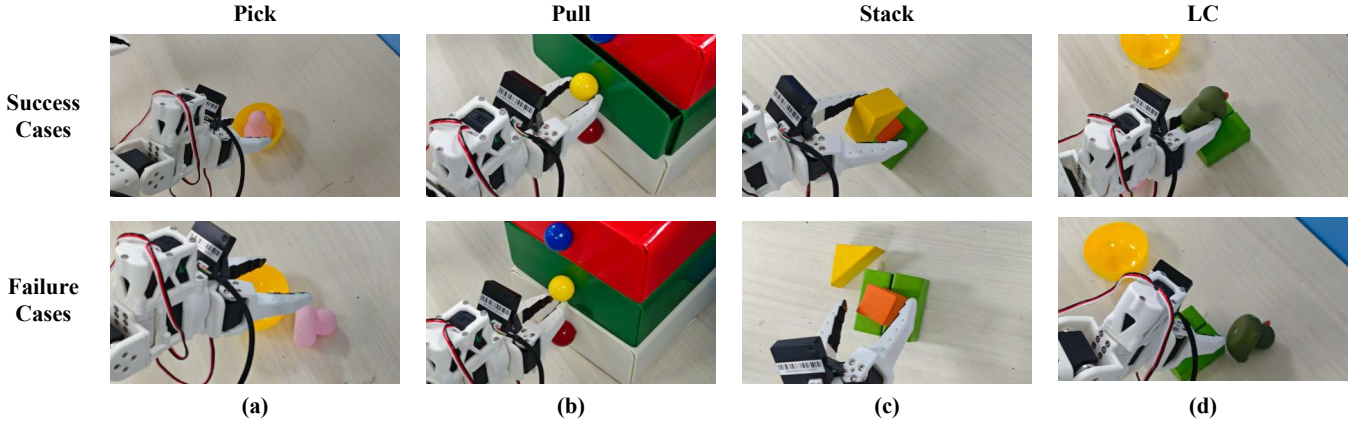 Pick Pull Stack LC
Success
Cases
Failure
Cases
(a) (b) (c) (d)